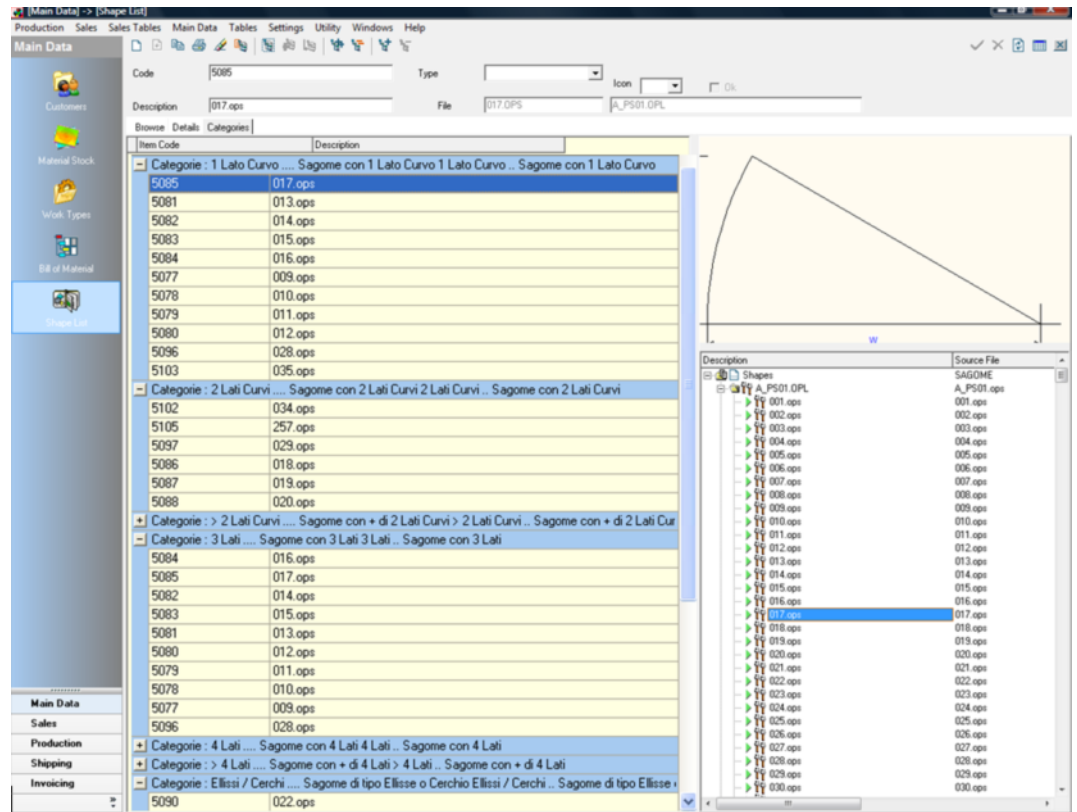 [Main Data] -> [Shape List]
Production Sales Sales Tables Main Data Tables Settings Utility Windows Help
Main Data
Customers
Material Stock
Work Types
Bill of Material
Shape List
Main Data
Sales
Production
Shipping
Invoicing
Code 5085 Type Icon Ok
Description 017.ops File 017.OPS A_PS01.OPL
Browse Details Categories
Item Code Description
Categorie : 1 Lato Curvo .... Sagome con 1 Lato Curvo 1 Lato Curvo .. Sagome con 1 Lato Curvo
5085 017.ops
5081 013.ops
5082 014.ops
5083 015.ops
5084 016.ops
5077 009.ops
5078 010.ops
5079 011.ops
5080 012.ops
5096 028.ops
5103 035.ops
Categorie : 2 Lati Curvi .... Sagome con 2 Lati Curvi 2 Lati Curvi .. Sagome con 2 Lati Curvi
5102 034.ops
5105 257.ops
5097 029.ops
5086 018.ops
5087 019.ops
5088 020.ops
Categorie : > 2 Lati Curvi .... Sagome con + di 2 Lati Curvi > 2 Lati Curvi .. Sagome con + di 2 Lati Cur
Categorie : 3 Lati .... Sagome con 3 Lati 3 Lati .. Sagome con 3 Lati
5084 016.ops
5085 017.ops
5082 014.ops
5083 015.ops
5081 013.ops
5080 012.ops
5079 011.ops
5078 010.ops
5077 009.ops
5096 028.ops
Categorie : 4 Lati .... Sagome con 4 Lati 4 Lati .. Sagome con 4 Lati
Categorie : > 4 Lati .... Sagome con + di 4 Lati > 4 Lati .. Sagome con + di 4 Lati
Categorie : Ellissi / Cerchi .... Sagome di tipo Ellisse o Cerchio Ellissi / Cerchi .. Sagome di tipo Ellisse
5090 022.ops
W
Description Source File
Shapes SAGOME
A_PS01.OPL A_PS01.ops
001.ops 001.ops
002.ops 002.ops
003.ops 003.ops
004.ops 004.ops
005.ops 005.ops
006.ops 006.ops
007.ops 007.ops
008.ops 008.ops
009.ops 009.ops
010.ops 010.ops
011.ops 011.ops
012.ops 012.ops
013.ops 013.ops
014.ops 014.ops
015.ops 015.ops
016.ops 016.ops
017.ops 017.ops
018.ops 018.ops
019.ops 019.ops
020.ops 020.ops
021.ops 021.ops
022.ops 022.ops
023.ops 023.ops
024.ops 024.ops
025.ops 025.ops
026.ops 026.ops
027.ops 027.ops
028.ops 028.ops
029.ops 029.ops
030.ops 030.ops